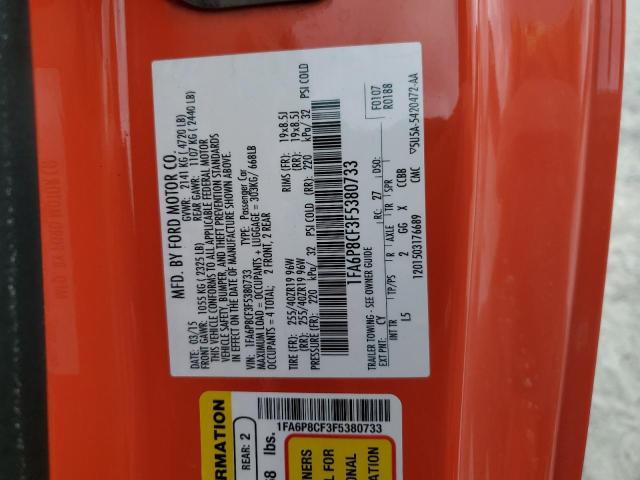 MFD. BY FORD MOTOR CO.
DATE: 03/15 GVWR: 2141 KG ( 4720 LB)
FRONT GAWR: 1055 KG ( 2325 LB) REAR GAWR: 1107 KG ( 2440 LB)
THIS VEHICLE CONFORMS TO ALL APPLICABLE FEDERAL MOTOR
VEHICLE SAFETY, BUMPER, AND THEFT PREVENTION STANDARDS
IN EFFECT ON THE DATE OF MANUFACTURE SHOWN ABOVE.
VIN: 1FA6P8CF3F5380733 TYPE: Passenger Car
MAXIMUM LOAD = OCCUPANTS + LUGGAGE = 303KG/ 668LB
OCCUPANTS = 4 TOTAL; 2 FRONT, 2 REAR
TIRE (FR): 255/40ZR19 96W RIMS (FR): 19x8.5J
(RR): 255/40ZR19 96W (RR): 19x8.5J
PRESSURE (FR): 220 kPa/ 32 PSI COLD (RR): 220 kPa/ 32 PSI COLD
1FA6P8CF3F5380733
TRAILER TOWING - SEE OWNER GUIDE F0107
EXT PNT: CY RC: 27 DSO: R0188
INT TR TP/PS R AXLE TR SPR
L5 2 GG X CCBB
1201503176689 CMC ▽5U5A-5420472-AA
1FA6P8CF3F5380733
REAR: 2
lbs.